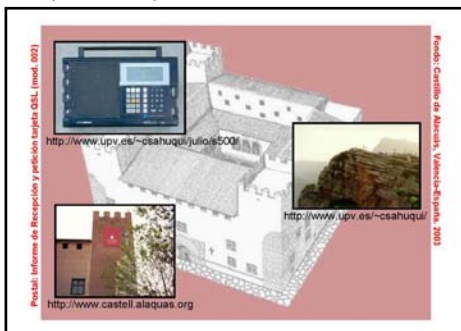 Postal: Informe de Recepción y petición tarjeta QSL (mod. 002)
http://www.upv.es/~csahuqui/julio/s500/
http://www.upv.es/~csahuqui/
http://www.castell.alaquas.org
Fondo: Castillo de Alacuás, Valencia-España. 2003